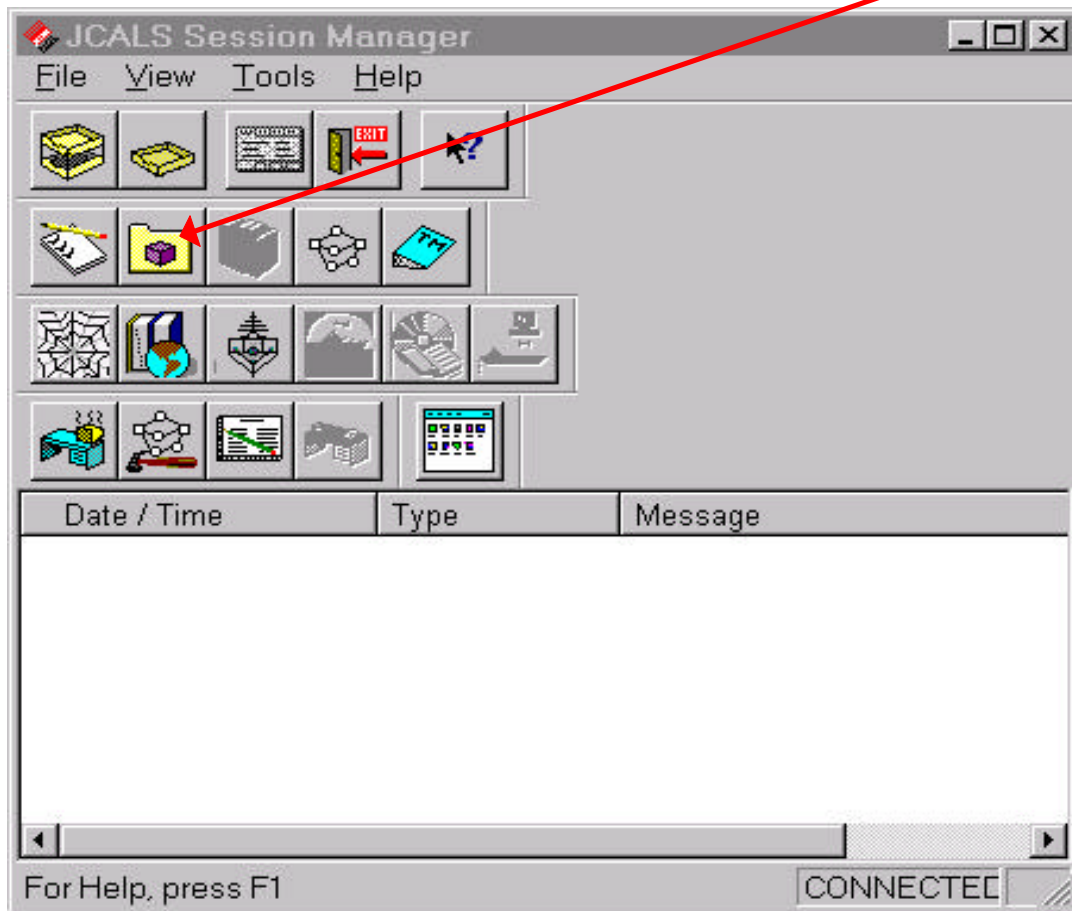 JCALS Session Manager
File View Tools Help
EXIT
?
TM
Date / Time Type Message
For Help, press F1 CONNECTED